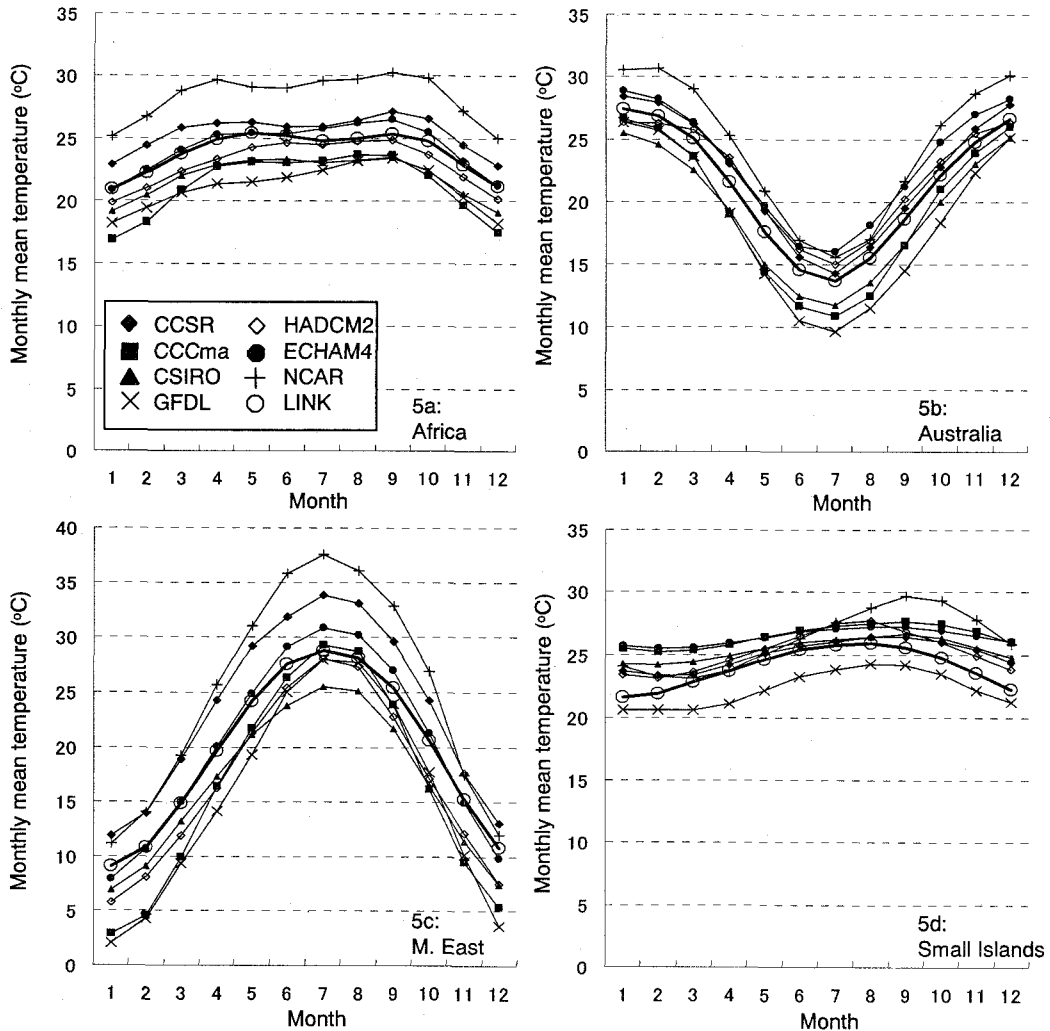 Monthly mean temperature (ºC)
35
30
25
20
15
10
5
0
CCSR
HADCM2
CCCma
ECHAM4
CSIRO
NCAR
GFDL
LINK
5a:
Africa
1 2 3 4 5 6 7 8 9 10 11 12
Month
Monthly mean temperature (ºC)
35
30
25
20
15
10
5
0
5b:
Australia
1 2 3 4 5 6 7 8 9 10 11 12
Month
Monthly mean temperature (ºC)
40
35
30
25
20
15
10
5
0
5c:
M. East
1 2 3 4 5 6 7 8 9 10 11 12
Month
Monthly mean temperature (ºC)
40
35
30
25
20
15
10
5
0
5d:
Small Islands
1 2 3 4 5 6 7 8 9 10 11 12
Month